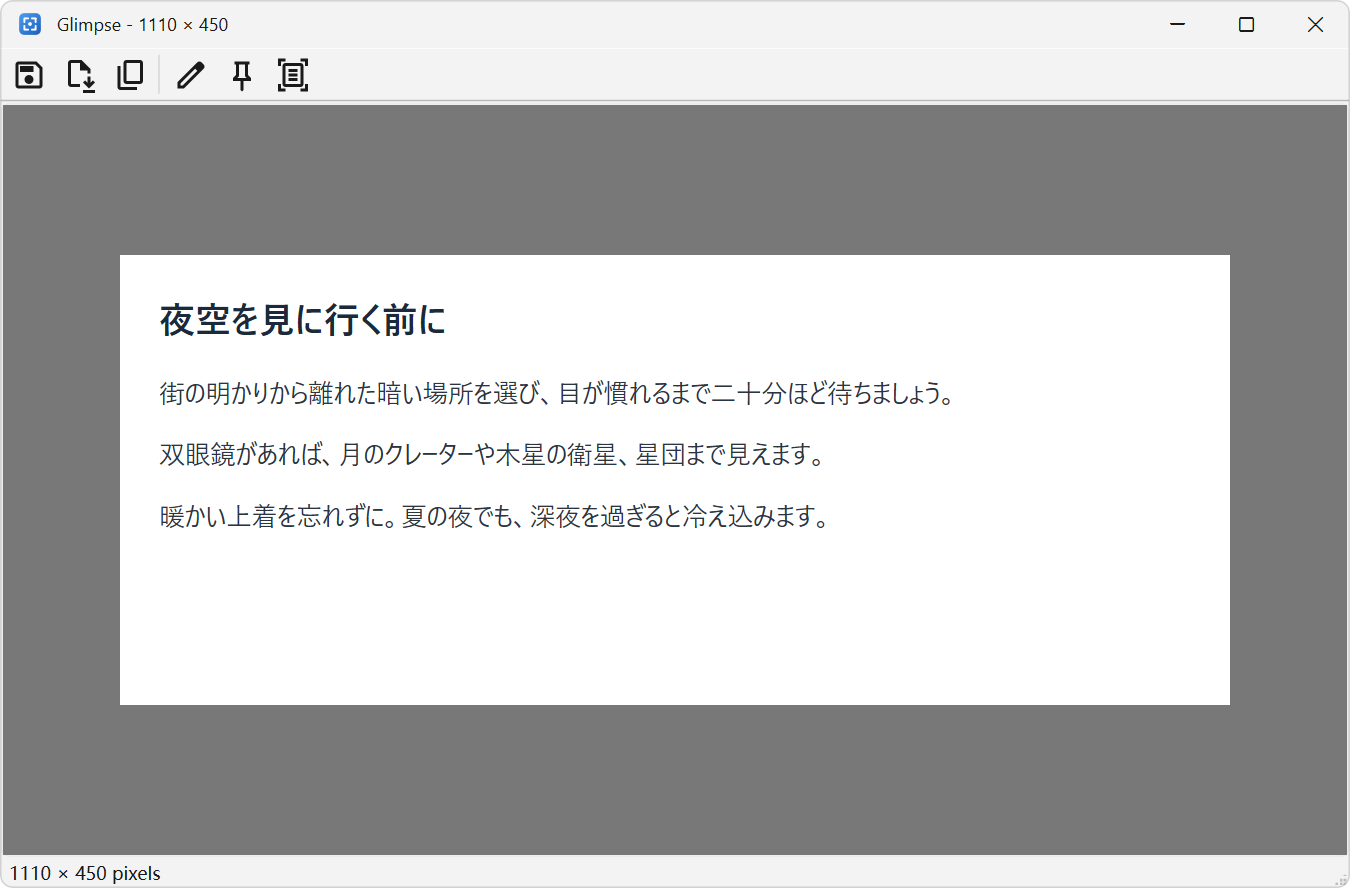 Glimpse - 1110 × 450
夜空を見に行く前に
街の明かりから離れた暗い場所を選び、目が慣れるまで二十分ほど待ちましょう。
双眼鏡があれば、月のクレーターや木星の衛星、星団まで見えます。
暖かい上着を忘れずに。夏の夜でも、深夜を過ぎると冷え込みます。
1110 × 450 pixels